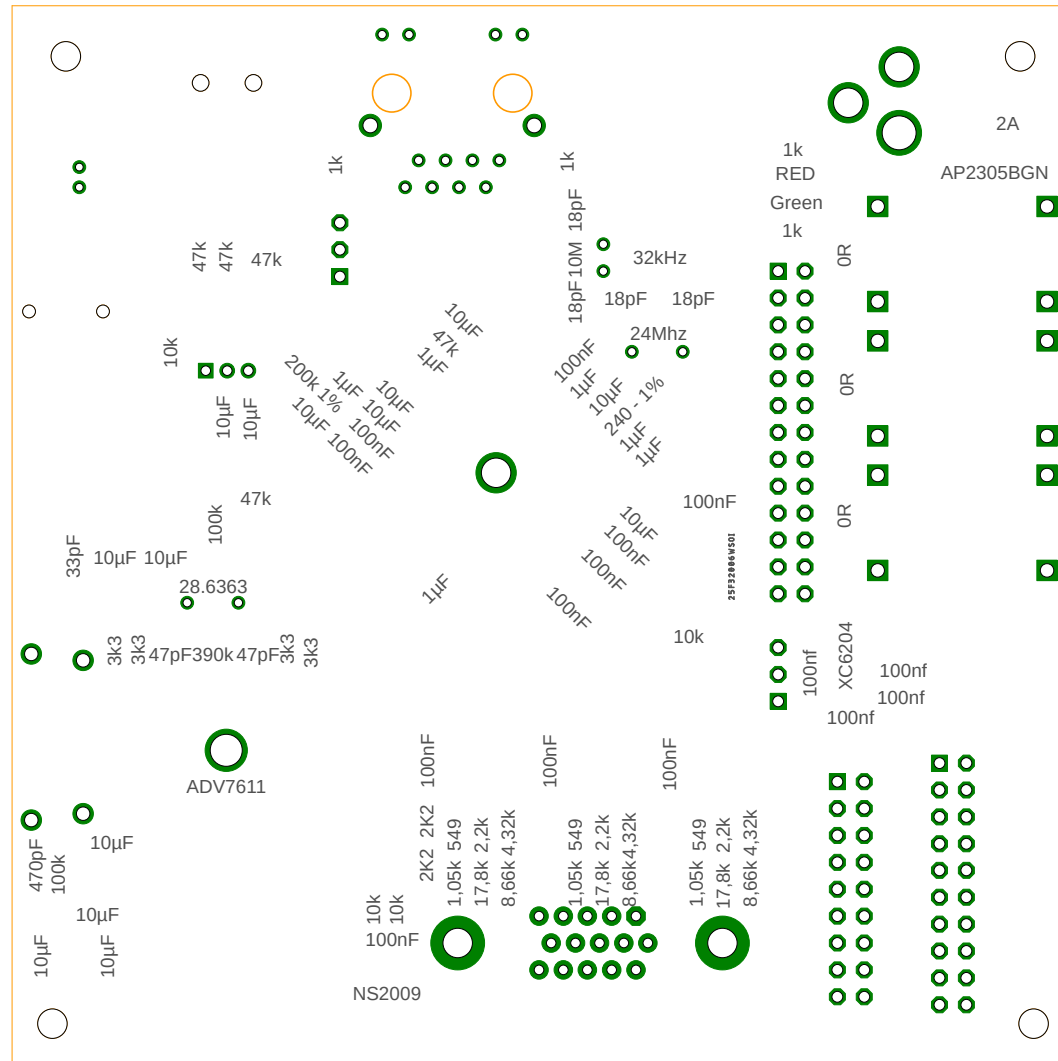 2A
1k
RED
AP2305BGN
Green
1k
1k
1k
18pF
10M
18pF
0R
47k
47k
47k
32kHz
18pF
18pF
24Mhz
10µF
47k
1µF
10k
200k 1%
1µF
10µF
10µF
100nF
10µF
100nF
10µF
10µF
100nF
1µF
10µF
240 - 1%
1µF
1µF
0R
47k
100k
100nF
0R
10µF
100nF
100nF
100nF
1µF
25F32006WSOI
33pF
10µF
10µF
28.6363
3k3
3k3
47pF
390k
47pF
3k3
3k3
10k
100nf
XC6204
100nf
100nf
100nf
ADV7611
100nF
100nF
100nF
2K2
2K2
1,05k
549
17,8k
2,2k
8,66k
4,32k
1,05k
549
17,8k
2,2k
8,66k
4,32k
1,05k
549
17,8k
2,2k
8,66k
4,32k
10µF
470pF
100k
10µF
10µF
10µF
10k
10k
100nF
NS2009